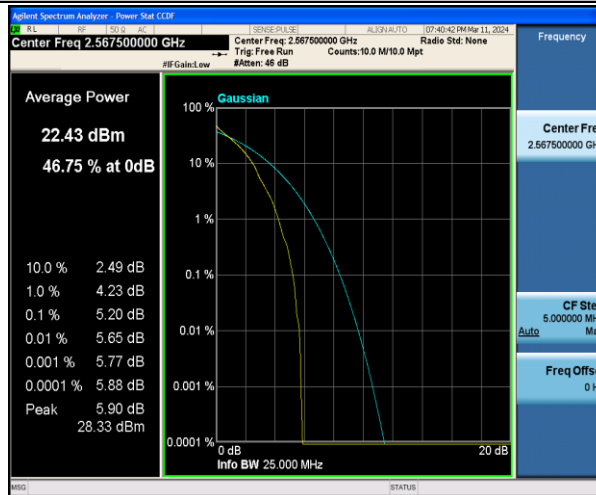 Agilent Spectrum Analyzer - Power Stat CCDF
RL RF 50 Ω AC SENSE:PULSE ALIGN AUTO 07:40:42 PM Mar 11, 2024
Center Freq 2.567500000 GHz
Center Freq: 2.567500000 GHz Radio Std: None
Trig: Free Run Counts:10.0 M/10.0 Mpt
#IFGain:Low #Atten: 46 dB
Frequency
Average Power
22.43 dBm
46.75 % at 0dB
10.0 % 2.49 dB
1.0 % 4.23 dB
0.1 % 5.20 dB
0.01 % 5.65 dB
0.001 % 5.77 dB
0.0001 % 5.88 dB
Peak 5.90 dB
28.33 dBm
Gaussian
100 %
10 %
1 %
0.1 %
0.01 %
0.001 %
0.0001 %
0 dB
20 dB
Info BW 25.000 MHz
Center Fre
2.567500000 GH
CF Ste
5.000000 MH
Auto Ma
Freq Offs
0 H
MSG
STATUS